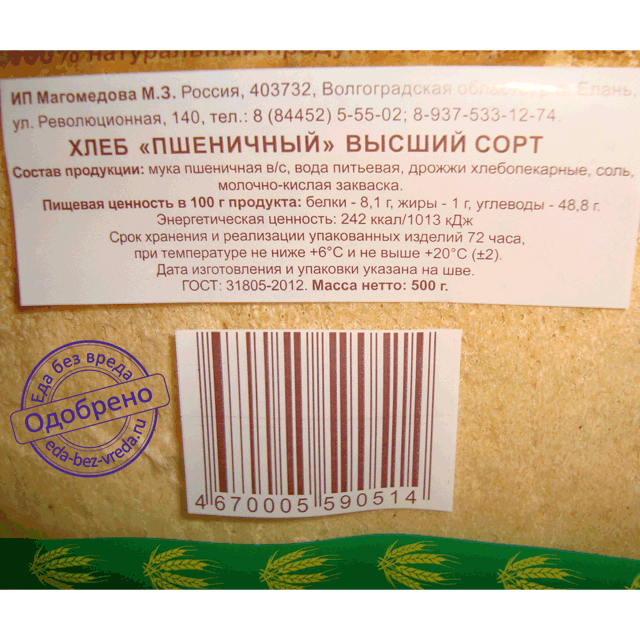 100% натуральный продукт. Не
ИП Магомедова М.З. Россия, 403732, Волгоградская область, Елань,
ул. Революционная, 140, тел.: 8 (84452) 5-55-02; 8-937-533-12-74.
ХЛЕБ «ПШЕНИЧНЫЙ» ВЫСШИЙ СОРТ
Состав продукции: мука пшеничная в/с, вода питьевая, дрожжи хлебопекарные, соль,
молочно-кислая закваска.
Пищевая ценность в 100 г продукта: белки - 8,1 г, жиры - 1 г, углеводы - 48,8 г.
Энергетическая ценность: 242 ккал/1013 кДж
Срок хранения и реализации упакованных изделий 72 часа,
при температуре не ниже +6°С и не выше +20°С (±2).
Дата изготовления и упаковки указана на шве.
ГОСТ: 31805-2012. Масса нетто: 500 г.
Еда без вреда
Одобрено
eda-bez-vreda.ru
4 670005 590514